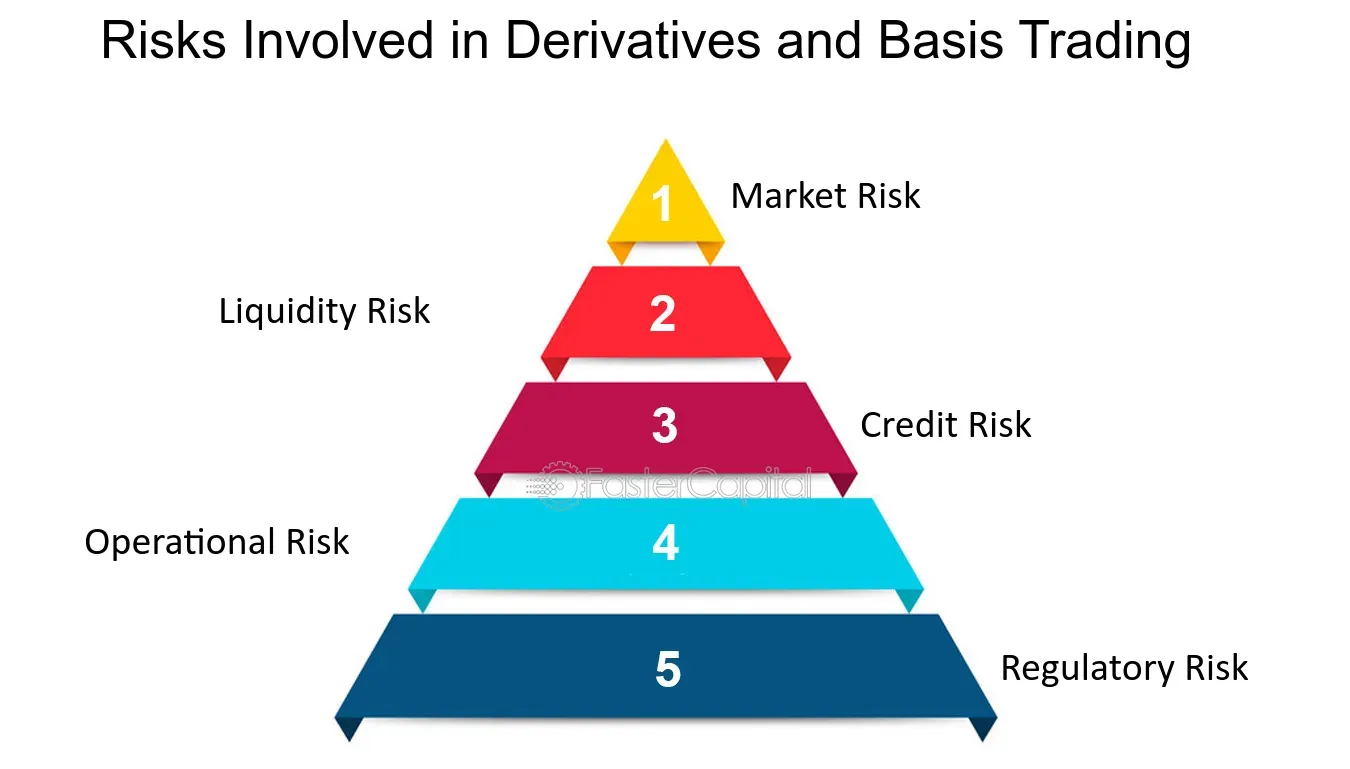 Risks Involved in Derivatives and Basis Trading
1
Market Risk
Liquidity Risk
2
3
Credit Risk
FasterCapital
Operational Risk
4
5
Regulatory Risk